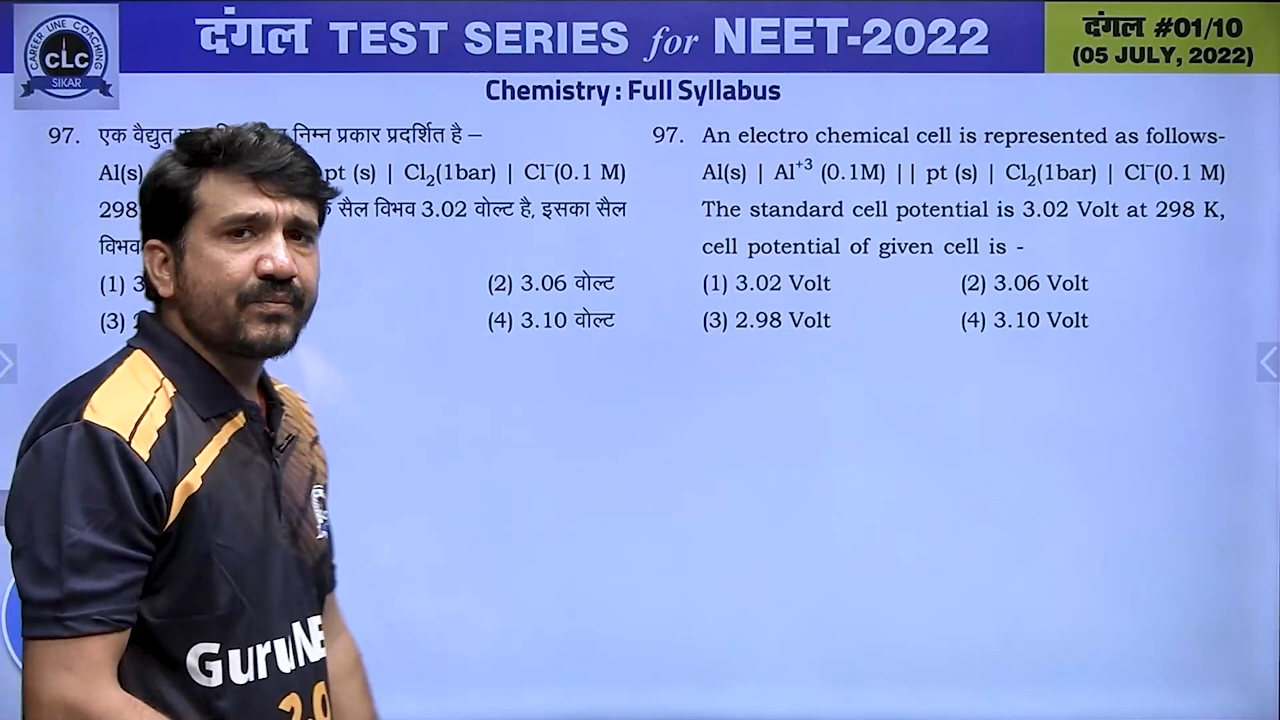 दंगल TEST SERIES for NEET-2022
दंगल #01/10
(05 JULY, 2022)
CAREER LINE COACHING
CLC
SIKAR
Chemistry : Full Syllabus
97. एक वैद्युत निम्न प्रकार प्रदर्शित है –
Al(s) pt (s) | Cl₂(1bar) | Cl⁻(0.1 M)
298 सैल विभव 3.02 वोल्ट है, इसका सैल
विभव
(1) 3 (2) 3.06 वोल्ट
(3) (4) 3.10 वोल्ट
97. An electro chemical cell is represented as follows-
Al(s) | Al⁺³ (0.1M) || pt (s) | Cl₂(1bar) | Cl⁻(0.1 M)
The standard cell potential is 3.02 Volt at 298 K,
cell potential of given cell is -
(1) 3.02 Volt (2) 3.06 Volt
(3) 2.98 Volt (4) 3.10 Volt
Guru NE
2.0